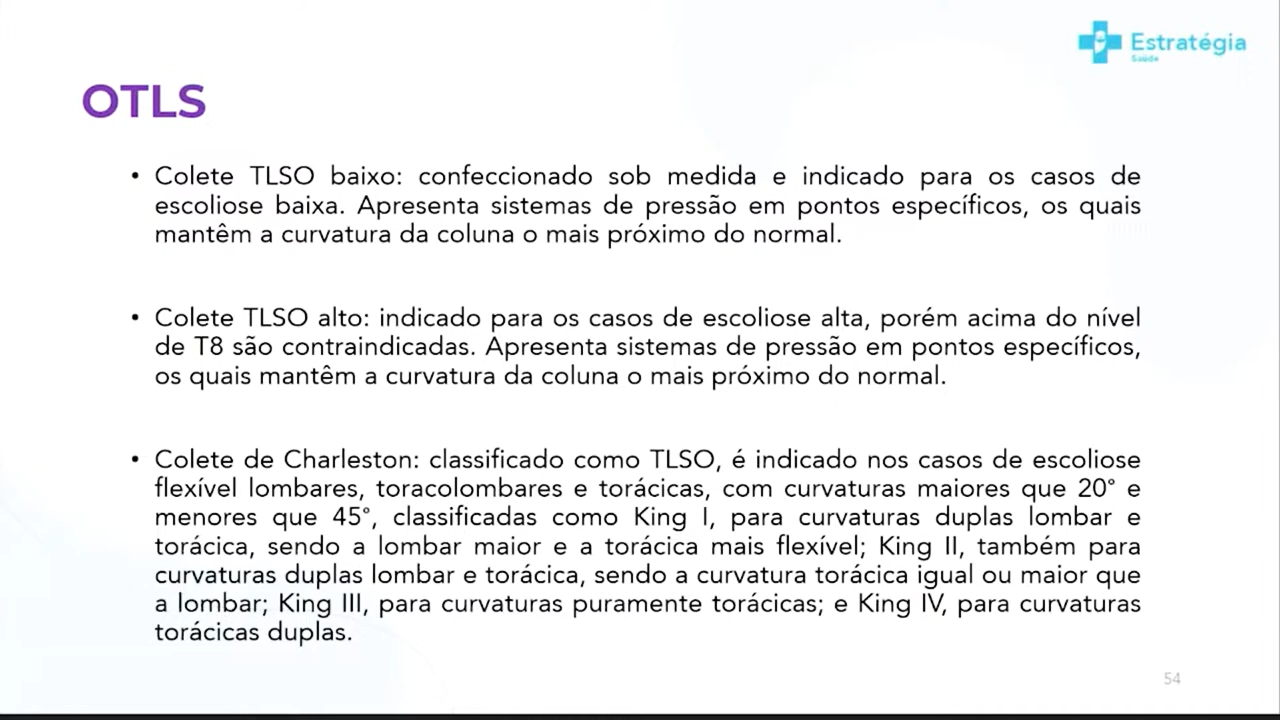 Estratégia
Saúde
OTLS
• Colete TLSO baixo: confeccionado sob medida e indicado para os casos de
escoliose baixa. Apresenta sistemas de pressão em pontos específicos, os quais
mantêm a curvatura da coluna o mais próximo do normal.
• Colete TLSO alto: indicado para os casos de escoliose alta, porém acima do nível
de T8 são contraindicadas. Apresenta sistemas de pressão em pontos específicos,
os quais mantêm a curvatura da coluna o mais próximo do normal.
• Colete de Charleston: classificado como TLSO, é indicado nos casos de escoliose
flexível lombares, toracolombares e torácicas, com curvaturas maiores que 20° e
menores que 45°, classificadas como King I, para curvaturas duplas lombar e
torácica, sendo a lombar maior e a torácica mais flexível; King II, também para
curvaturas duplas lombar e torácica, sendo a curvatura torácica igual ou maior que
a lombar; King III, para curvaturas puramente torácicas; e King IV, para curvaturas
torácicas duplas.
54